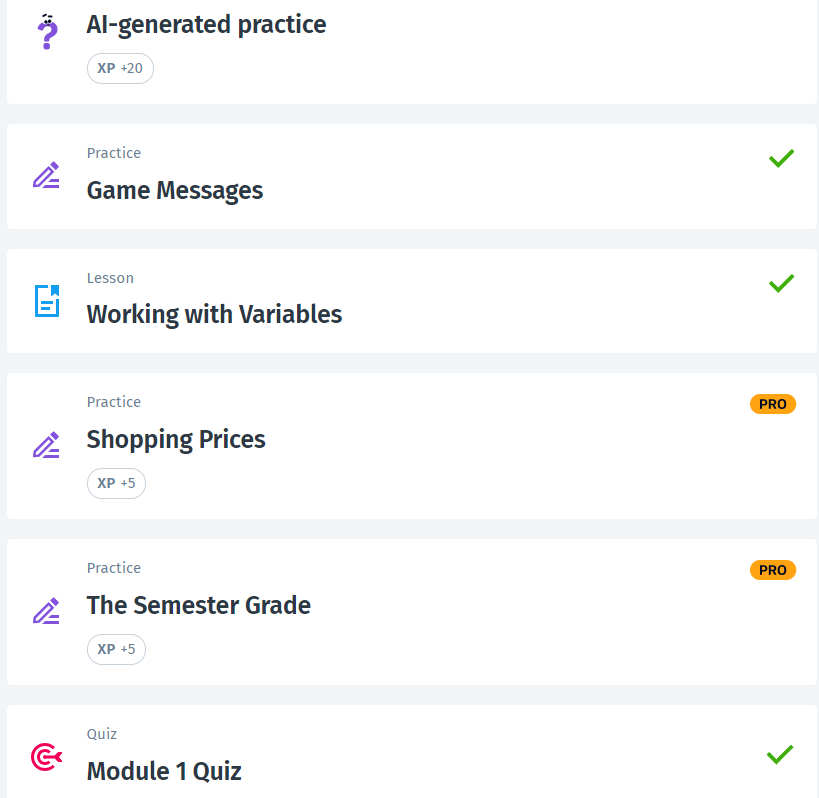 AI-generated practice
XP +20
Practice
Game Messages
Lesson
Working with Variables
Practice
PRO
Shopping Prices
XP +5
Practice
PRO
The Semester Grade
XP +5
Quiz
Module 1 Quiz